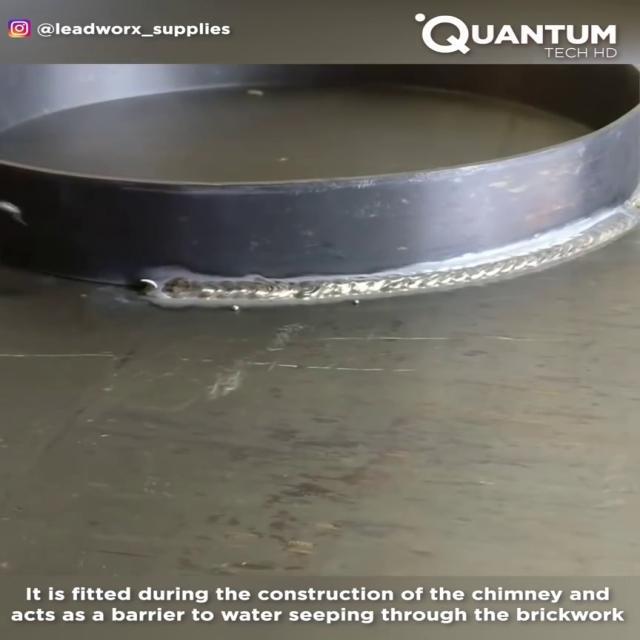 @leadworx_supplies
QUANTUM
TECH HD
It is fitted during the construction of the chimney and
acts as a barrier to water seeping through the brickwork